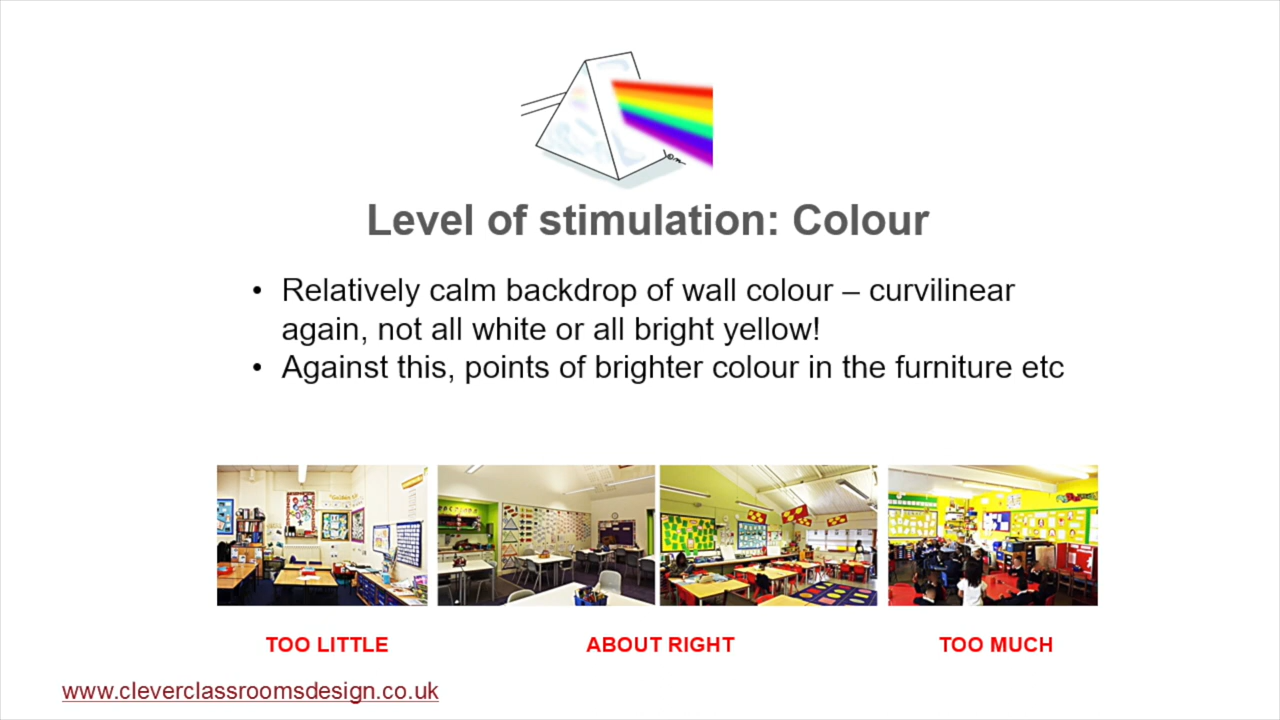 Level of stimulation: Colour
• Relatively calm backdrop of wall colour – curvilinear
again, not all white or all bright yellow!
• Against this, points of brighter colour in the furniture etc
TOO LITTLE
ABOUT RIGHT
TOO MUCH
www.cleverclassroomsdesign.co.uk